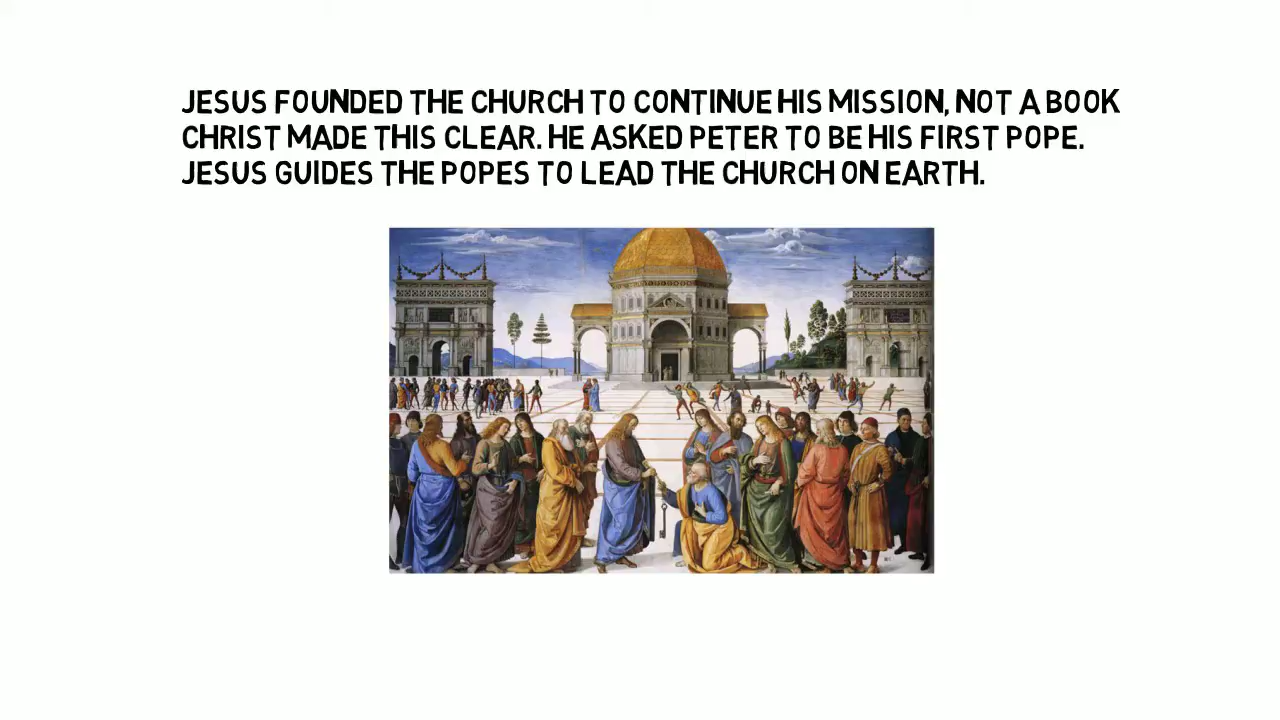 JESUS FOUNDED THE CHURCH TO CONTINUE HIS MISSION, NOT A BOOK
CHRIST MADE THIS CLEAR. HE ASKED PETER TO BE HIS FIRST POPE.
JESUS GUIDES THE POPES TO LEAD THE CHURCH ON EARTH.